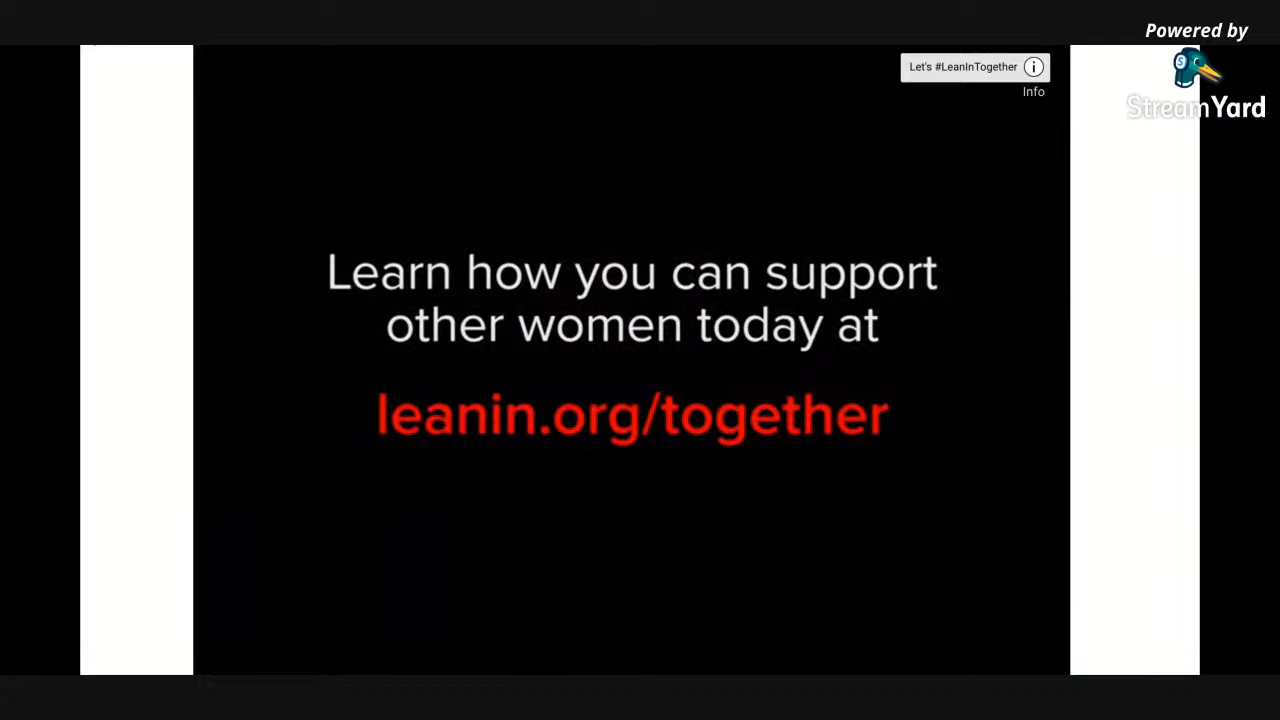 Powered by
Let's #LeanInTogether
Info
S
StreamYard
Learn how you can support
other women today at
leanin.org/together